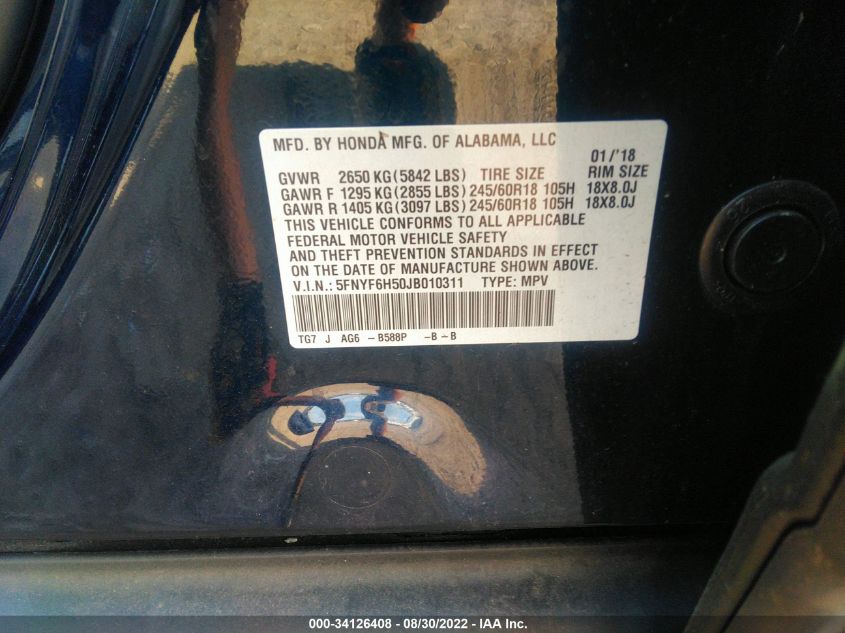 MFD. BY HONDA MFG. OF ALABAMA, LLC
01/'18
GVWR 2650 KG(5842 LBS) TIRE SIZE RIM SIZE
GAWR F 1295 KG(2855 LBS) 245/60R18 105H 18X8.0J
GAWR R 1405 KG(3097 LBS) 245/60R18 105H 18X8.0J
THIS VEHICLE CONFORMS TO ALL APPLICABLE
FEDERAL MOTOR VEHICLE SAFETY
AND THEFT PREVENTION STANDARDS IN EFFECT
ON THE DATE OF MANUFACTURE SHOWN ABOVE.
V.I.N.: 5FNYF6H50JB010311 TYPE: MPV
TG7 J AG6 -B588P -B-B
000-34126408 - 08/30/2022 - IAA Inc.